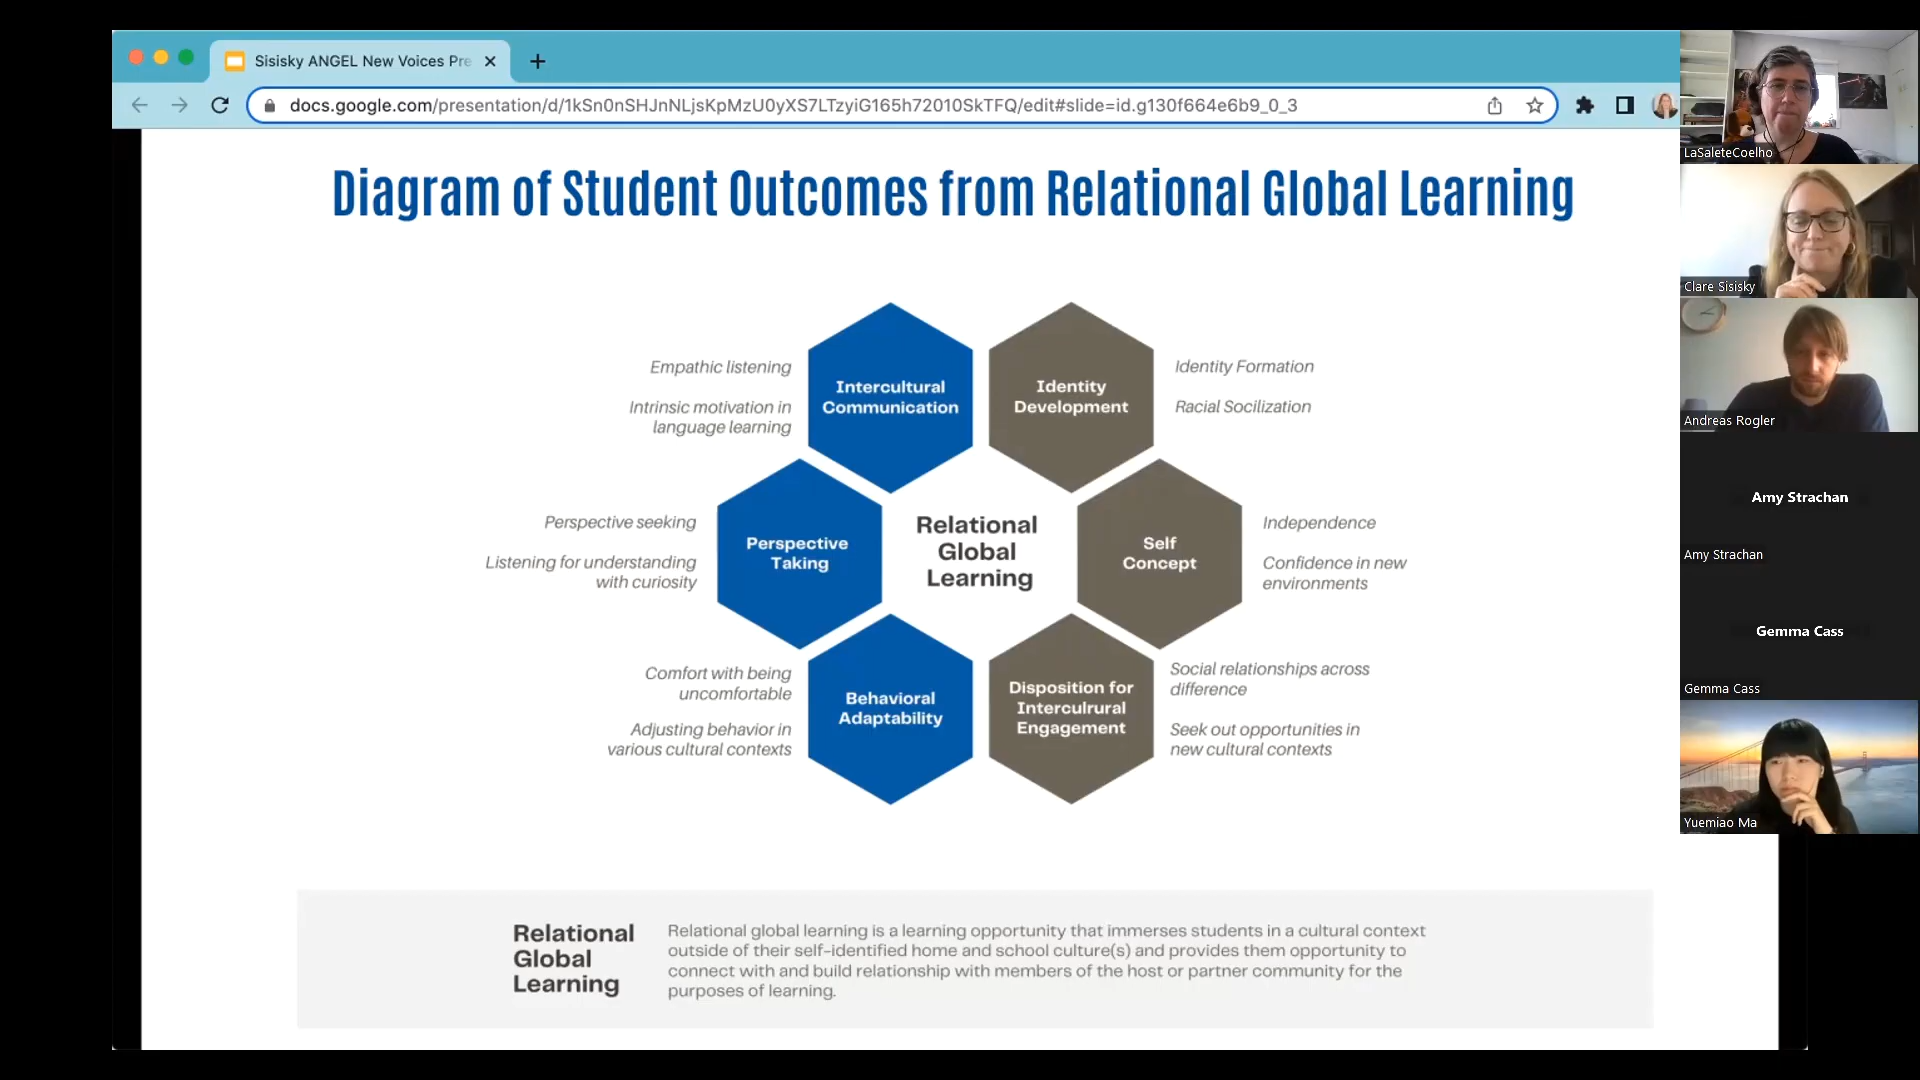 Sisisky ANGEL New Voices Pre
docs.google.com/presentation/d/1kSn0nSHJnNLjsKpMzU0yXS7LTzyiG165h72010SkTFQ/edit#slide=id.g130f664e6b9_0_3
Diagram of Student Outcomes from Relational Global Learning
Empathic listening
Intrinsic motivation in
language learning
Intercultural
Communication
Identity
Development
Identity Formation
Racial Socilization
Perspective seeking
Listening for understanding
with curiosity
Perspective
Taking
Relational
Global
Learning
Self
Concept
Independence
Confidence in new
environments
Comfort with being
uncomfortable
Adjusting behavior in
various cultural contexts
Behavioral
Adaptability
Disposition for
Interculrural
Engagement
Social relationships across
difference
Seek out opportunities in
new cultural contexts
Relational
Global
Learning
Relational global learning is a learning opportunity that immerses students in a cultural context
outside of their self-identified home and school culture(s) and provides them opportunity to
connect with and build relationship with members of the host or partner community for the
purposes of learning.
LaSaleteCoelho
Clare Sisisky
Andreas Rogler
Amy Strachan
Amy Strachan
Gemma Cass
Gemma Cass
Yuemiao Ma